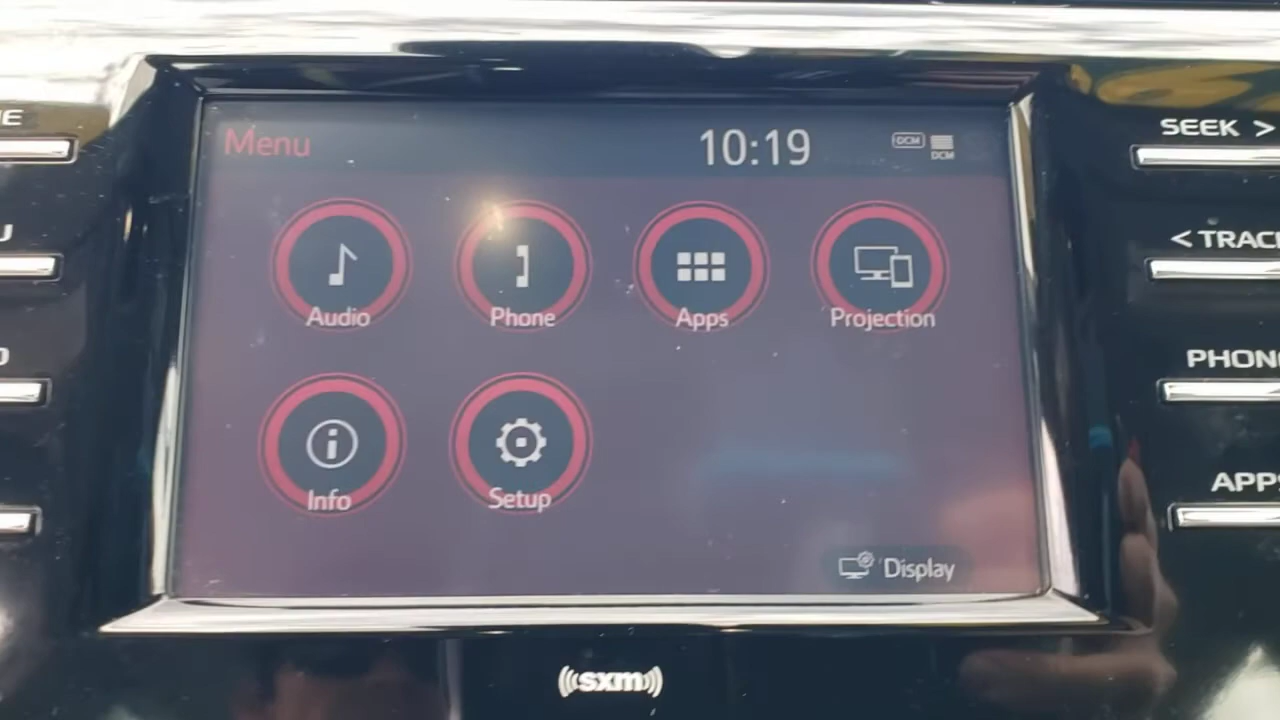 Menu
10:19
DCM
DCM
Audio
Phone
Apps
Projection
Info
Setup
Display
SEEK >
< TRAC
PHON
APPS
sxm